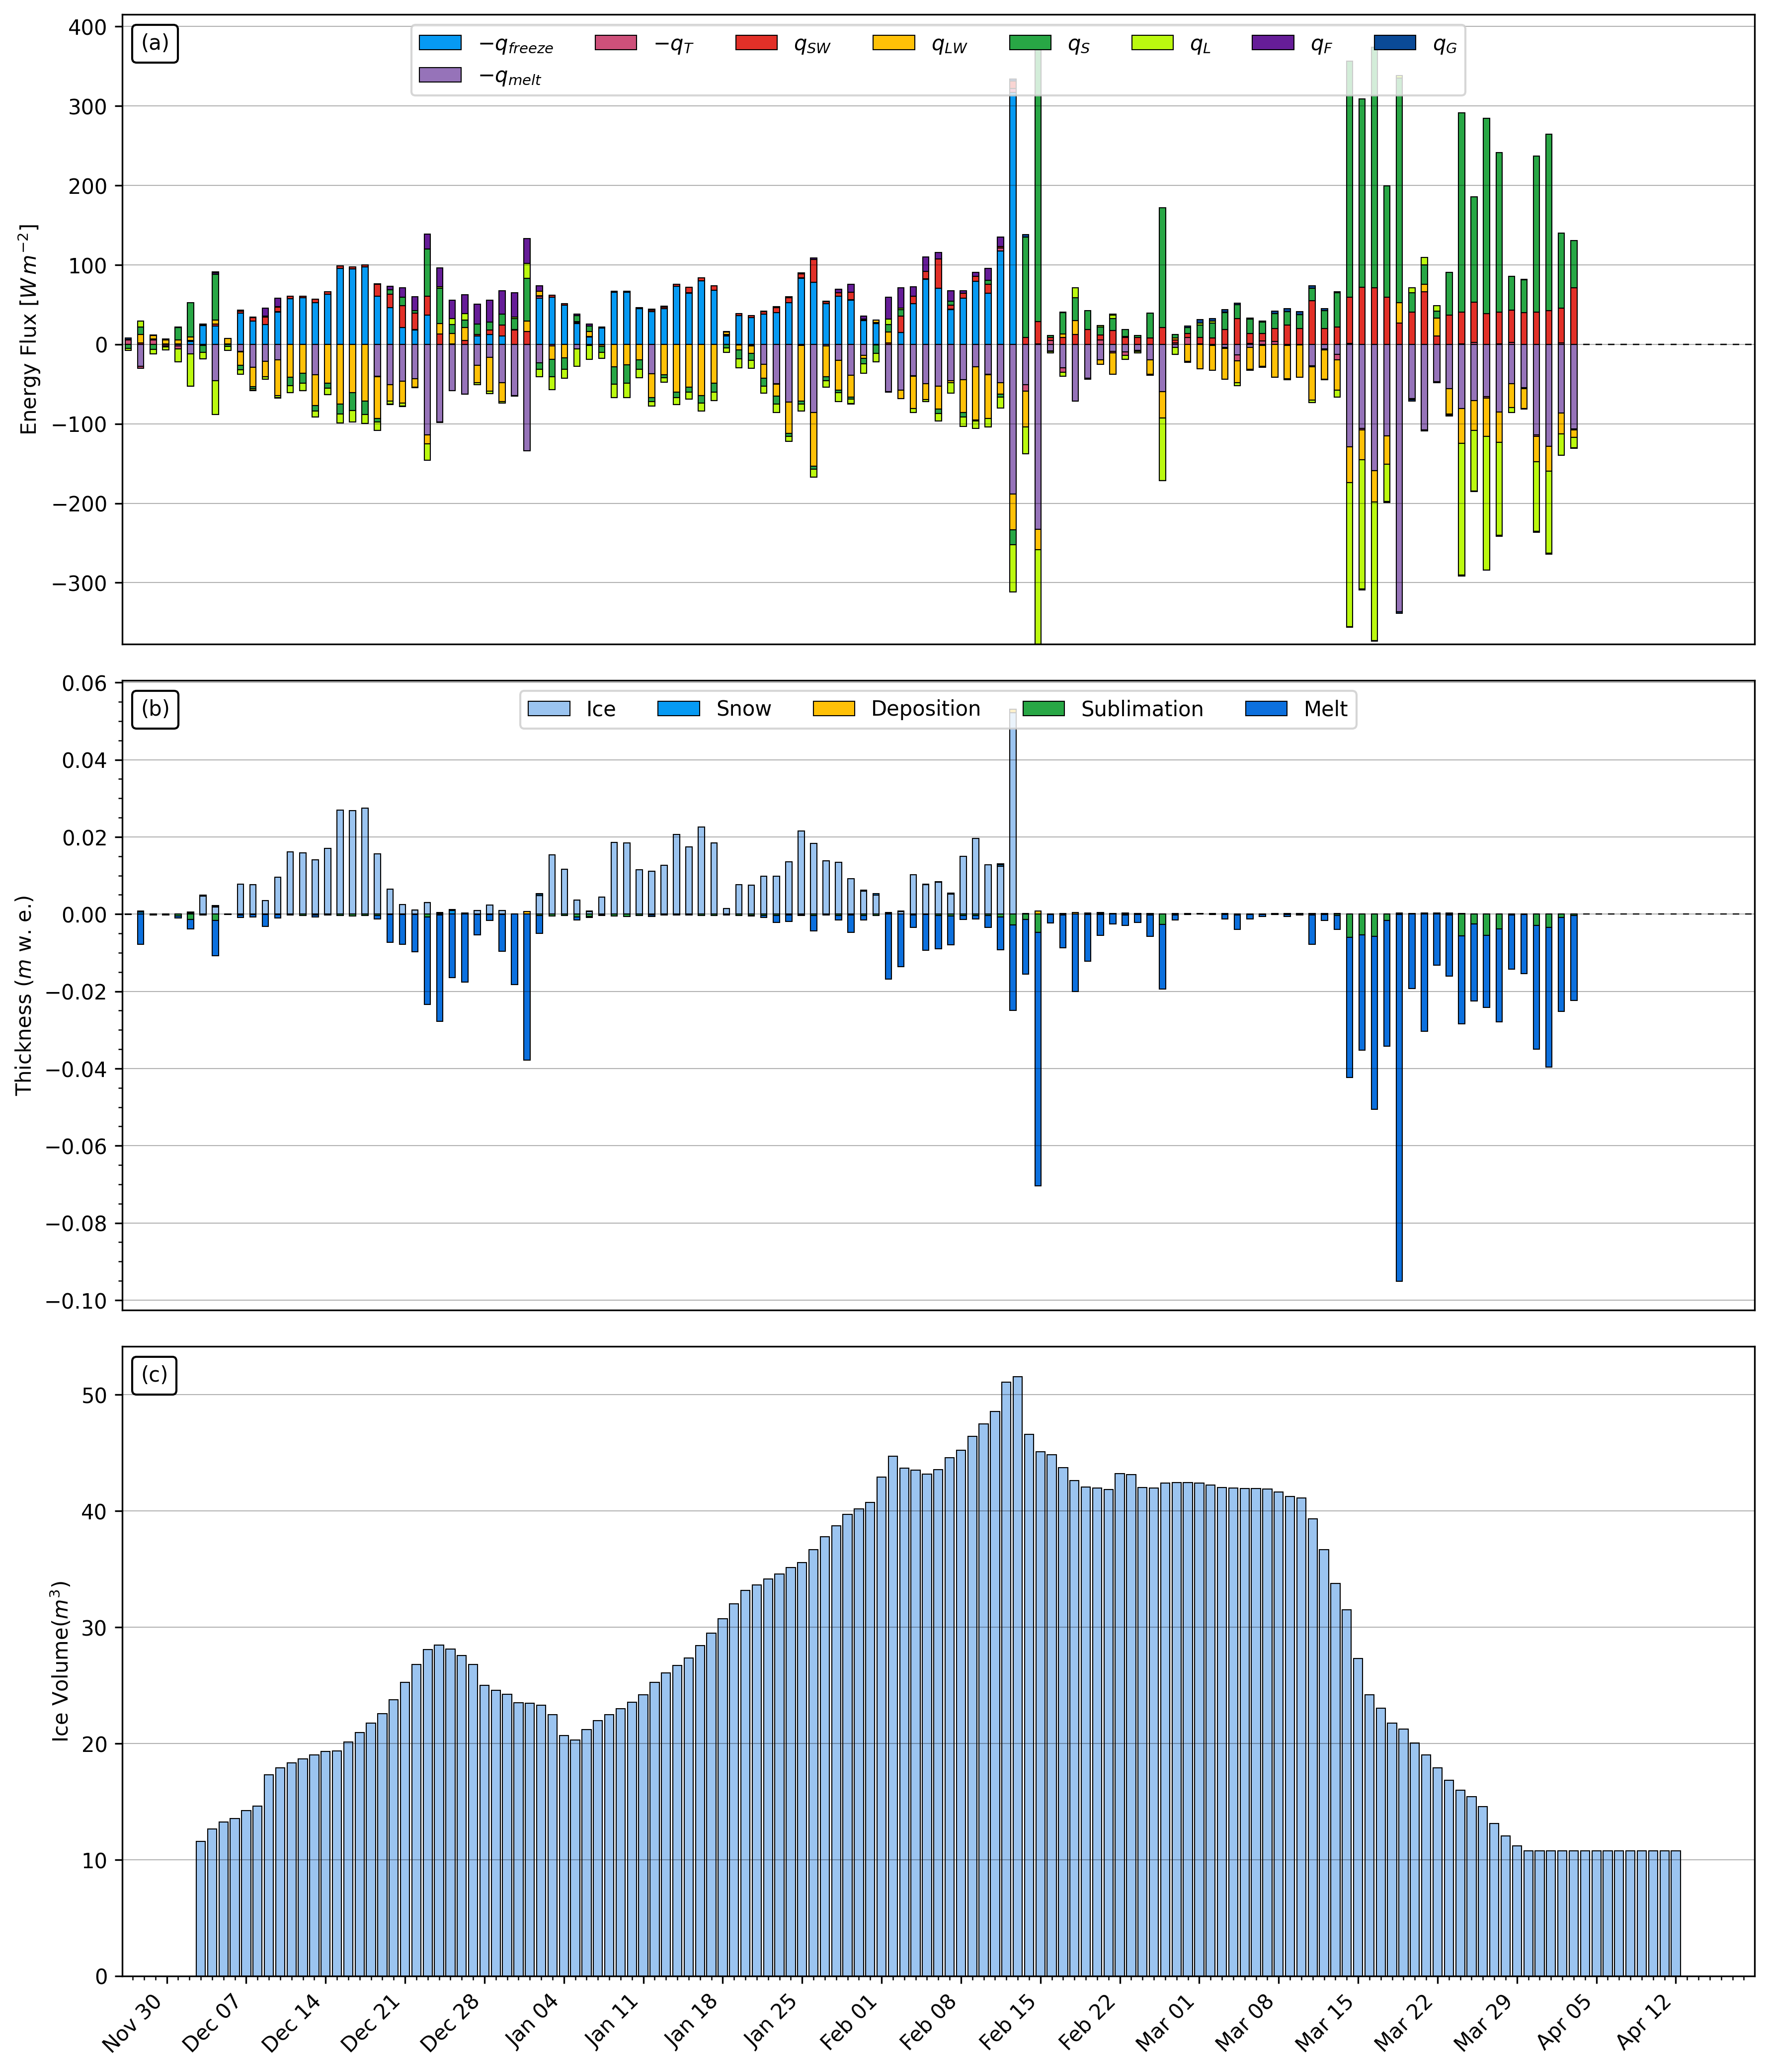 (a)
−q_freeze −q_T q_SW q_LW q_S q_L q_F q_G
−q_melt
Energy Flux [W m⁻²]
400
300
200
100
0
−100
−200
−300
(b)
Ice Snow Deposition Sublimation Melt
Thickness (m w. e.)
0.06
0.04
0.02
0.00
−0.02
−0.04
−0.06
−0.08
−0.10
(c)
Ice Volume(m³)
50
40
30
20
10
0
Nov 30 Dec 07 Dec 14 Dec 21 Dec 28 Jan 04 Jan 11 Jan 18 Jan 25 Feb 01 Feb 08 Feb 15 Feb 22 Mar 01 Mar 08 Mar 15 Mar 22 Mar 29 Apr 05 Apr 12